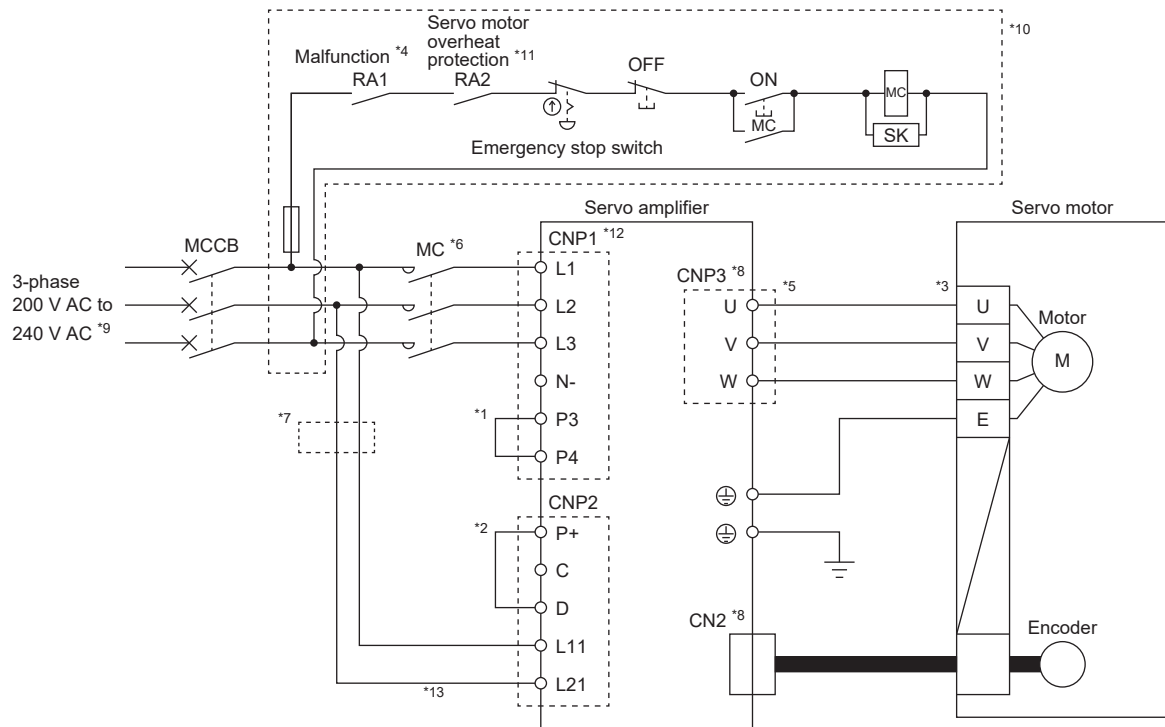 Servo motor
overheat
protection *11
Malfunction *4
RA1
RA2
OFF
ON
MC
MC
SK
*10
Emergency stop switch
Servo amplifier
Servo motor
MCCB
MC *6
CNP1 *12
3-phase
200 V AC to
240 V AC *9
L1
L2
L3
N-
P3
P4
*1
*7
CNP3 *8
*5
*3
U
V
W
U
V
W
E
Motor
M
CNP2
*2
P+
C
D
L11
L21
*13
CN2 *8
Encoder